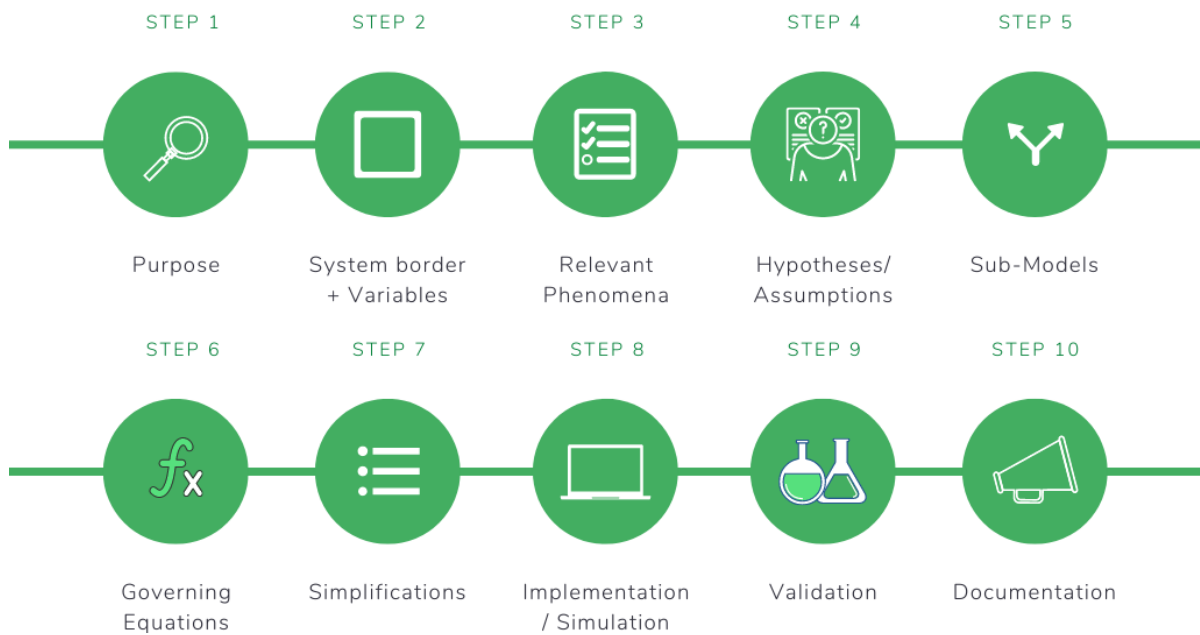 STEP 1
STEP 2
STEP 3
STEP 4
STEP 5
Purpose
System border
+ Variables
Relevant
Phenomena
Hypotheses/
Assumptions
Sub-Models
STEP 6
STEP 7
STEP 8
STEP 9
STEP 10
fx
Governing
Equations
Simplifications
Implementation
/ Simulation
Validation
Documentation